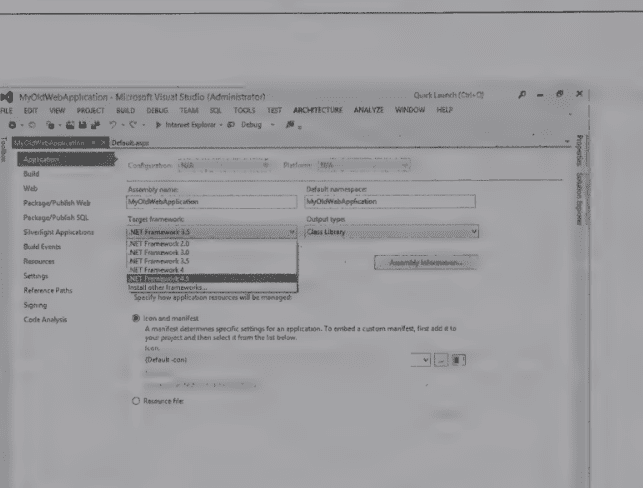 MyOldWebApplication - Microsoft Visual Studio (Administrator)
Quick Launch (Ctrl+Q)
FILE EDIT VIEW PROJECT BUILD DEBUG TEAM SQL TOOLS TEST ARCHITECTURE ANALYZE WINDOW HELP
Internet Explorer Debug
Toolbox
MyOldWebApplication Default.aspx
Properties Solution Explorer
Application
Configuration: N/A Platform: N/A
Build
Web
Assembly name: Default namespace:
Package/Publish Web
MyOldWebApplication MyOldWebApplication
Package/Publish SQL
Target framework: Output type:
Silverlight Applications
.NET Framework 3.5 Class Library
Build Events
.NET Framework 2.0
.NET Framework 3.0
Resources
.NET Framework 3.5
Assembly Information...
.NET Framework 4
Settings
.NET Framework 4.5
Install other frameworks...
Reference Paths
Specify how application resources will be managed:
Signing
Icon and manifest
Code Analysis
A manifest determines specific settings for an application. To embed a custom manifest, first add it to
your project and then select it from the list below.
Icon:
(Default Icon)
Resource file: